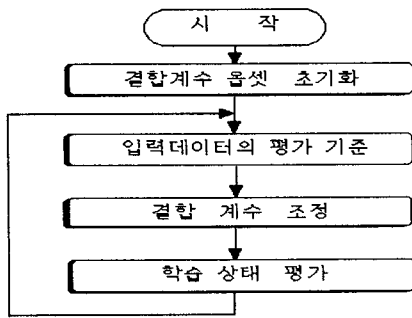 시 작
결합계수 옵셋 초기화
입력데이터의 평가 기준
결합 계수 조정
학습 상태 평가